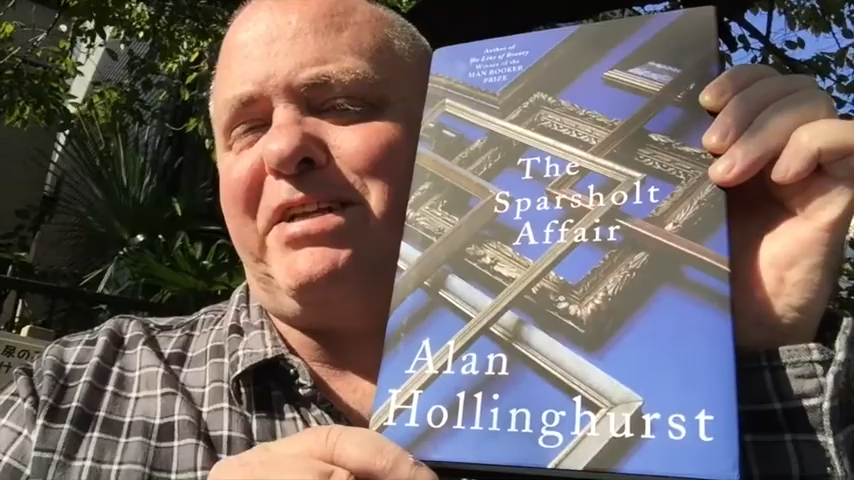 Author of
The Line of Beauty
Winner of the
MAN BOOKER
PRIZE
The
Sparsholt
Affair
Alan
Hollinghurst